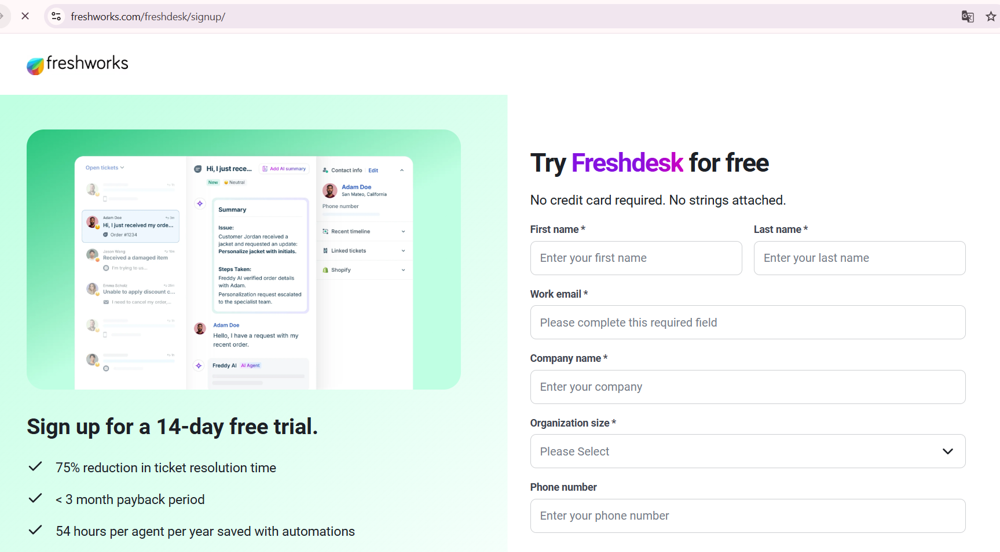 freshworks.com/freshdesk/signup/
freshworks
Open tickets
Adam Doe
3m
Hi, I just received my orde...
Order #1234
Jason Wang
10m
Received a damaged item
I'm trying to us...
Emma Scholz
25m
Unable to apply discount c...
I need to cancel my order,...
Hi, I just rece...
Add AI summary
New
Neutral
Summary
Issue:
Customer Jordan received a
jacket and requested an update:
Personalize jacket with initials.
Steps Taken:
Freddy AI verified order details
with Adam.
Personalization request escalated
to the specialist team.
Adam Doe
Hello, I have a request with my
recent order.
Freddy AI AI Agent
Contact info Edit
Adam Doe
San Mateo, California
Phone number
Recent timeline
Linked tickets
Shopify
Sign up for a 14-day free trial.
75% reduction in ticket resolution time
< 3 month payback period
54 hours per agent per year saved with automations
Try Freshdesk for free
No credit card required. No strings attached.
First name * Last name *
Enter your first name Enter your last name
Work email *
Please complete this required field
Company name *
Enter your company
Organization size *
Please Select
Phone number
Enter your phone number